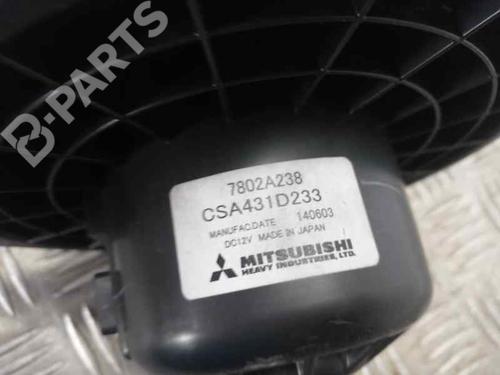 B-PARTS
7802A238
CSA431D233
MANUFAC.DATE 140603
DC12V MADE IN JAPAN
MITSUBISHI
HEAVY INDUSTRIES, LTD.